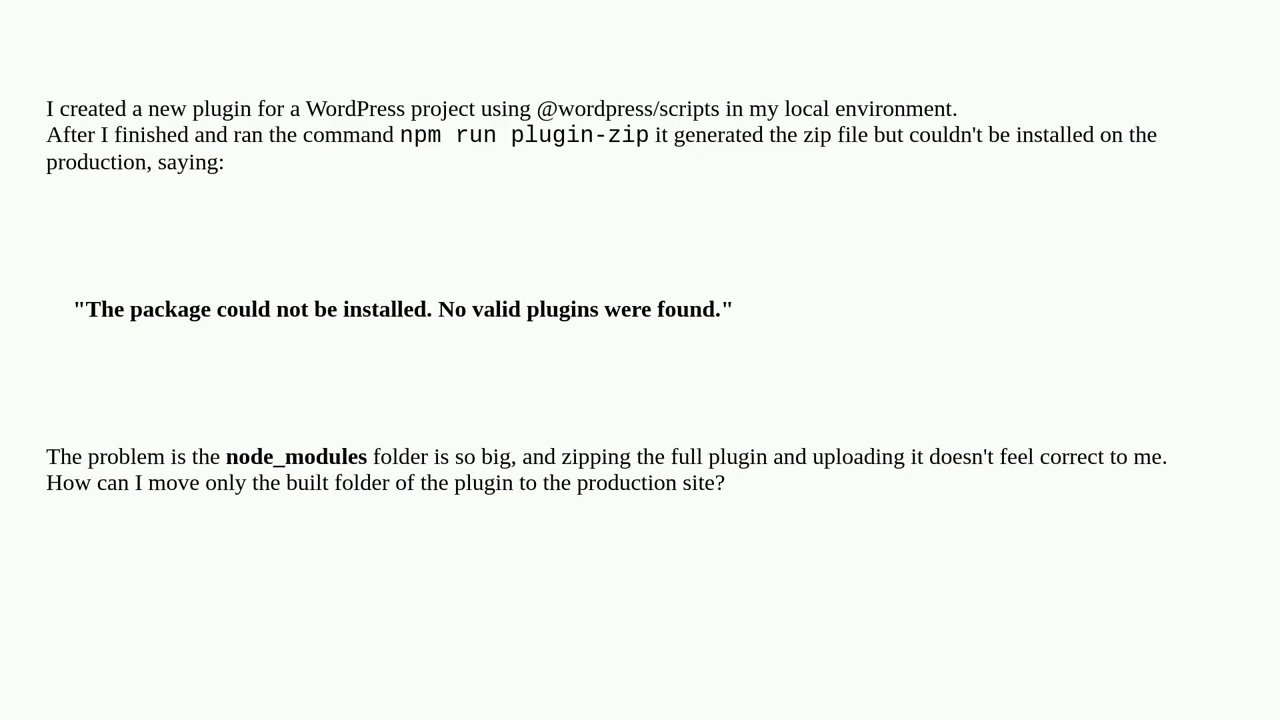 I created a new plugin for a WordPress project using @wordpress/scripts in my local environment.
After I finished and ran the command npm run plugin-zip it generated the zip file but couldn't be installed on the
production, saying:
"The package could not be installed. No valid plugins were found."
The problem is the node_modules folder is so big, and zipping the full plugin and uploading it doesn't feel correct to me.
How can I move only the built folder of the plugin to the production site?